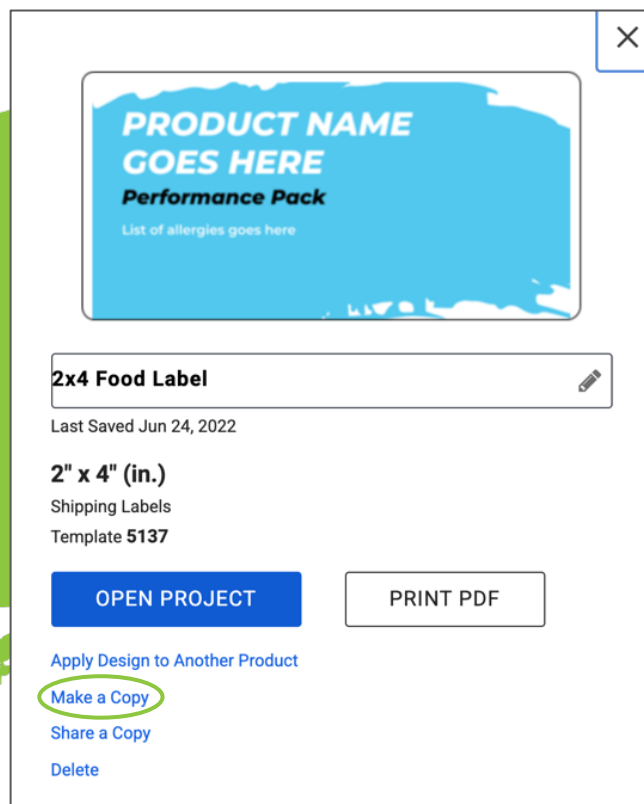 PRODUCT NAME
GOES HERE
Performance Pack
List of allergies goes here
2x4 Food Label
Last Saved Jun 24, 2022
2" x 4" (in.)
Shipping Labels
Template 5137
OPEN PROJECT
PRINT PDF
Apply Design to Another Product
Make a Copy
Share a Copy
Delete